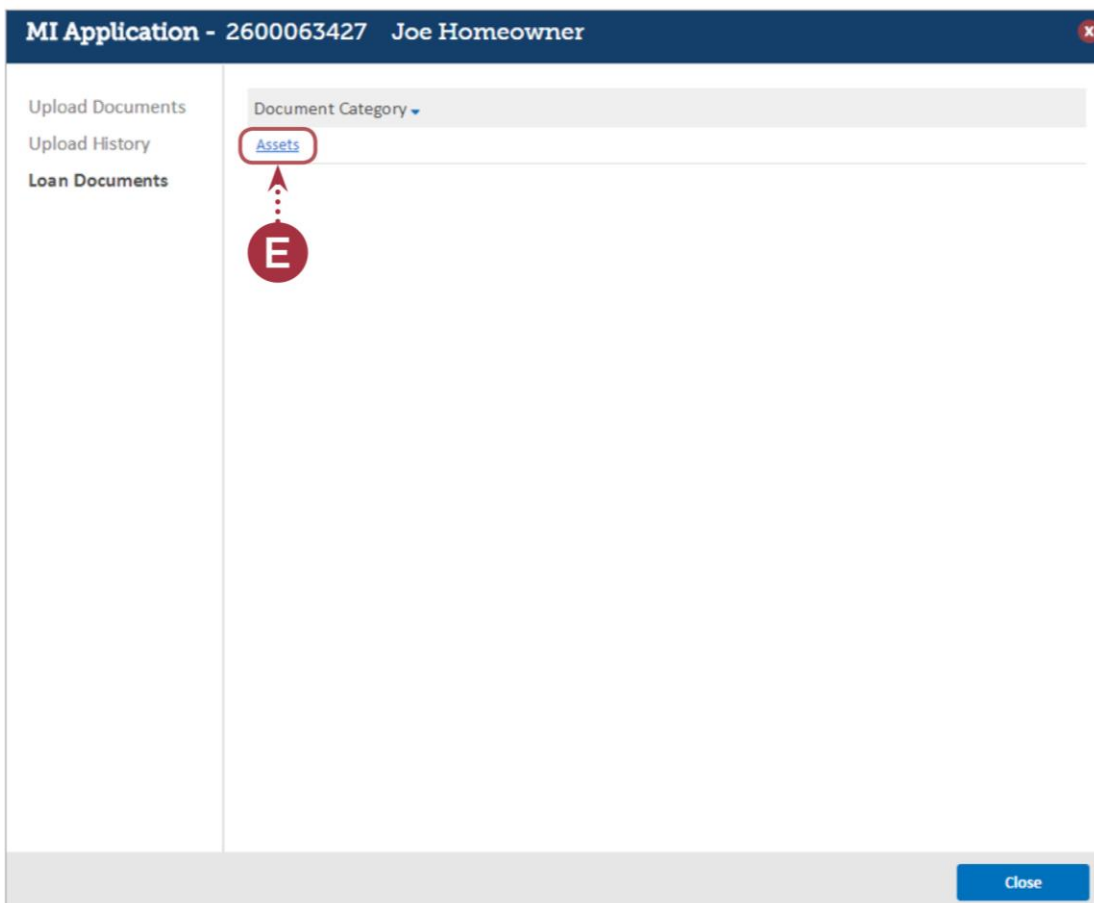 MI Application - 2600063427 Joe Homeowner
x
Upload Documents
Upload History
Loan Documents
Document Category
Assets
E
Close